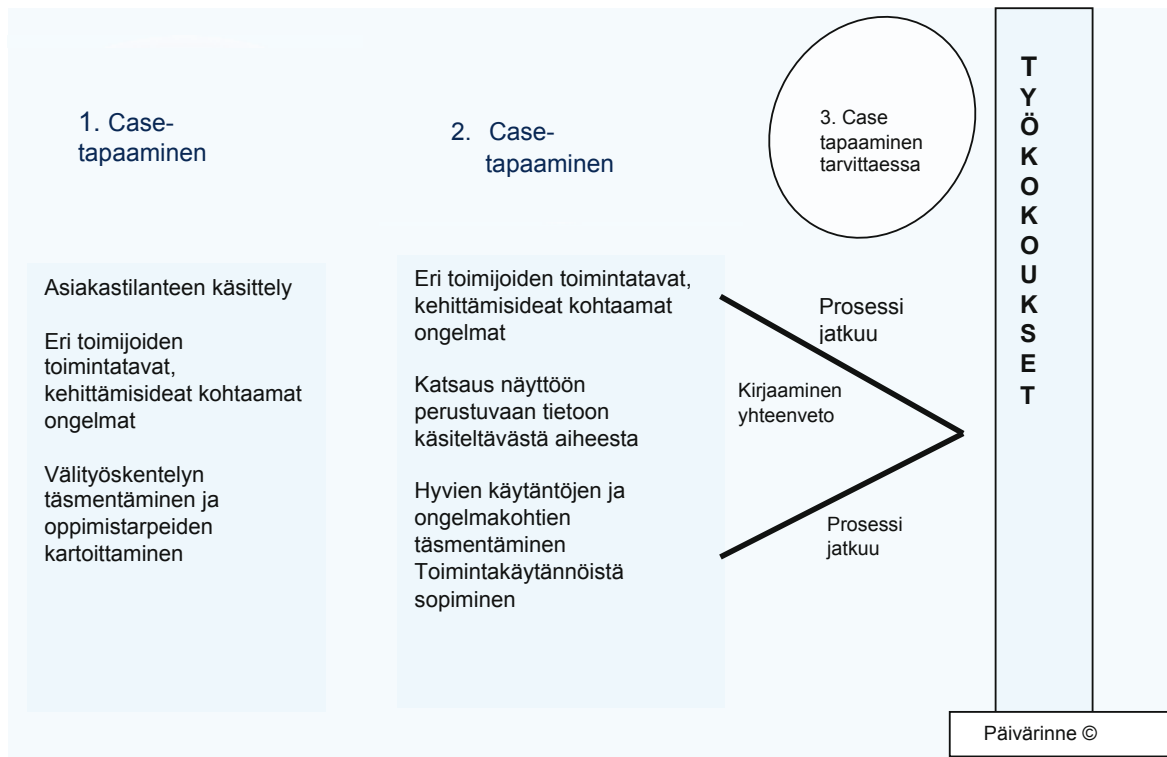 1. Case-
tapaaminen
2. Case-
tapaaminen
3. Case
tapaaminen
tarvittaessa
Asiakastilanteen käsittely
Eri toimijoiden
toimintatavat,
kehittämisideat kohtaamat
ongelmat
Välityöskentelyn
täsmentäminen ja
oppimistarpeiden
kartoittaminen
Eri toimijoiden toimintatavat,
kehittämisideat kohtaamat
ongelmat
Katsaus näyttöön
perustuvaan tietoon
käsiteltävästä aiheesta
Hyvien käytäntöjen ja
ongelmakohtien
täsmentäminen
Toimintakäytännöistä
sopiminen
Prosessi
jatkuu
Kirjaaminen
yhteenveto
Prosessi
jatkuu
T
Y
Ö
K
O
K
O
U
K
S
E
T
Päivärinne ©